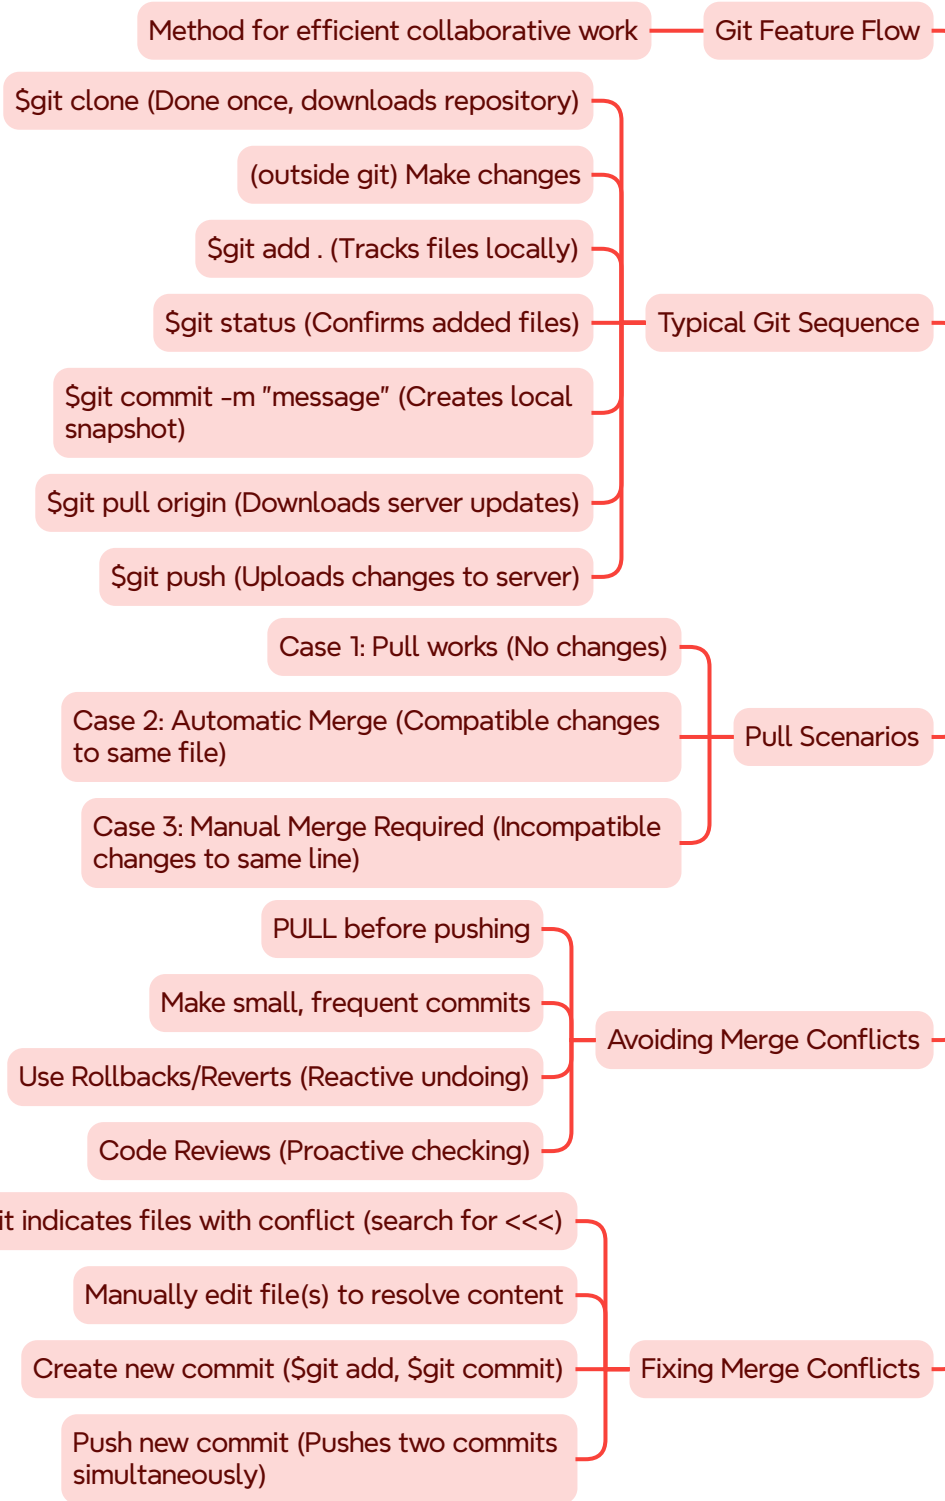 Method for efficient collaborative work
Git Feature Flow
$git clone (Done once, downloads repository)
(outside git) Make changes
$git add . (Tracks files locally)
$git status (Confirms added files)
Typical Git Sequence
$git commit -m "message" (Creates local
snapshot)
$git pull origin (Downloads server updates)
$git push (Uploads changes to server)
Case 1: Pull works (No changes)
Case 2: Automatic Merge (Compatible changes
to same file)
Pull Scenarios
Case 3: Manual Merge Required (Incompatible
changes to same line)
PULL before pushing
Make small, frequent commits
Avoiding Merge Conflicts
Use Rollbacks/Reverts (Reactive undoing)
Code Reviews (Proactive checking)
it indicates files with conflict (search for <<<)
Manually edit file(s) to resolve content
Create new commit ($git add, $git commit)
Fixing Merge Conflicts
Push new commit (Pushes two commits
simultaneously)